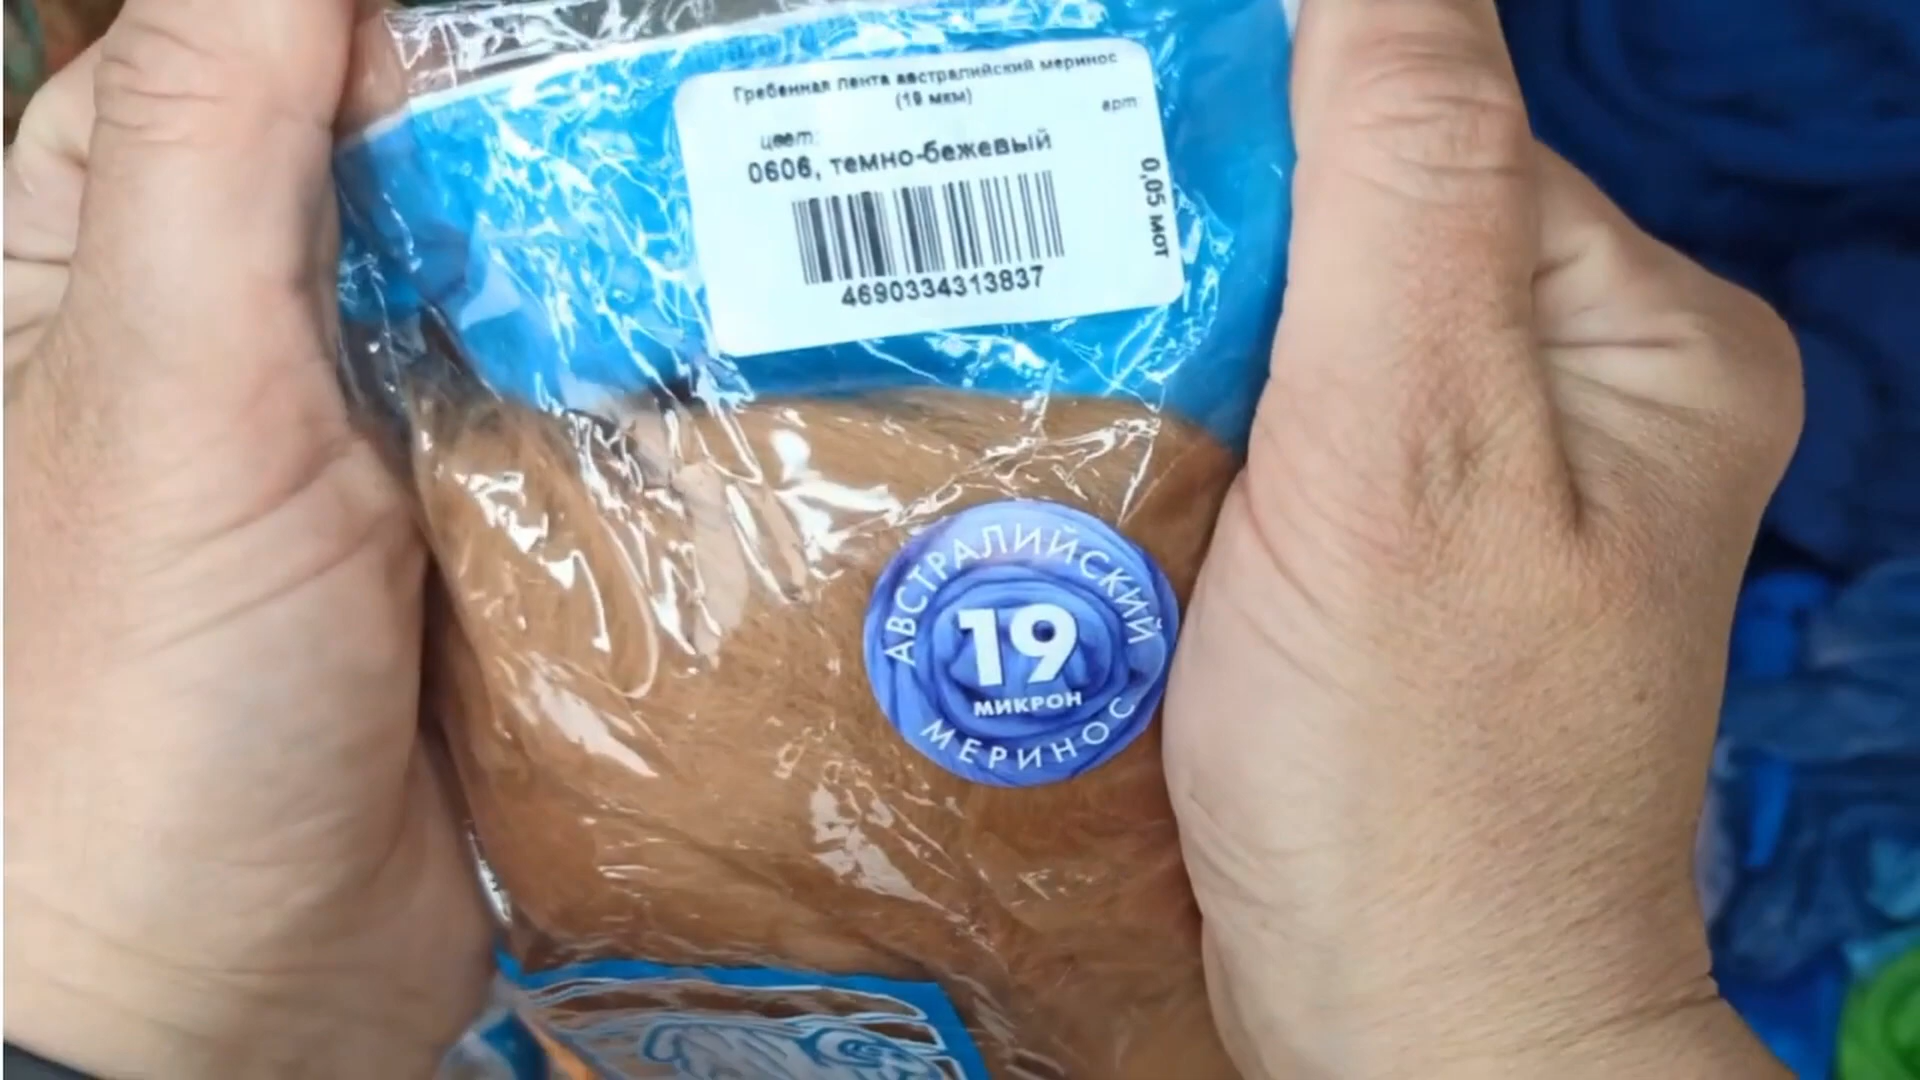 Гребенная лента австралийский меринос
(19 мкм)
арт
цвет:
0606, темно-бежевый
0,05 мот
4690334313837
АВСТРАЛИЙСКИЙ
19
МИКРОН
МЕРИНОС